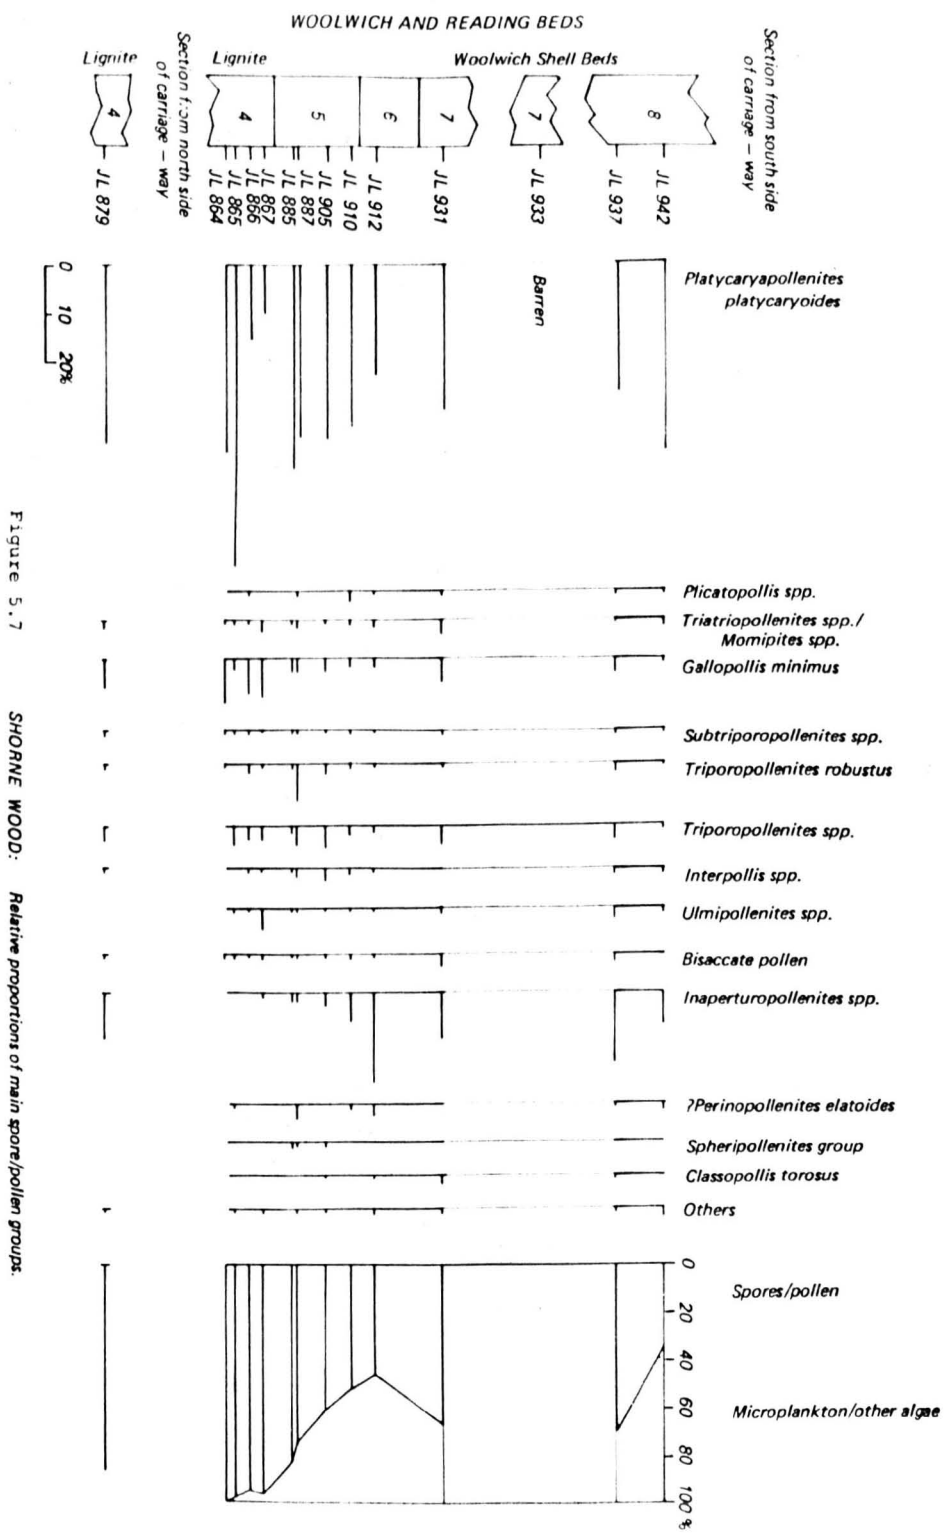 WOOLWICH AND READING BEDS
Lignite
Section from north side
of carriage - way
Lignite
Woolwich Shell Beds
Section from south side
of carriage - way
4
4
5
6
7
7
8
JL 879
JL 864
JL 865
JL 866
JL 867
JL 885
JL 887
JL 905
JL 910
JL 912
JL 931
JL 933
JL 937
JL 942
0
10
20%
Barren
Platycaryapollenites
platycaryoides
Plicatopollis spp.
Triatriopollenites spp./
Momipites spp.
Gallopollis minimus
Subtriporopollenites spp.
Triporopollenites robustus
Triporopollenites spp.
Interpollis spp.
Ulmipollenites spp.
Bisaccate pollen
Inaperturopollenites spp.
?Perinopollenites elatoides
Spheripollenites group
Classopollis torosus
Others
0
20
40
60
80
100 %
Spores/pollen
Microplankton/other algae
Figure 5.7 SHORNE WOOD: Relative proportions of main spore/pollen groups.